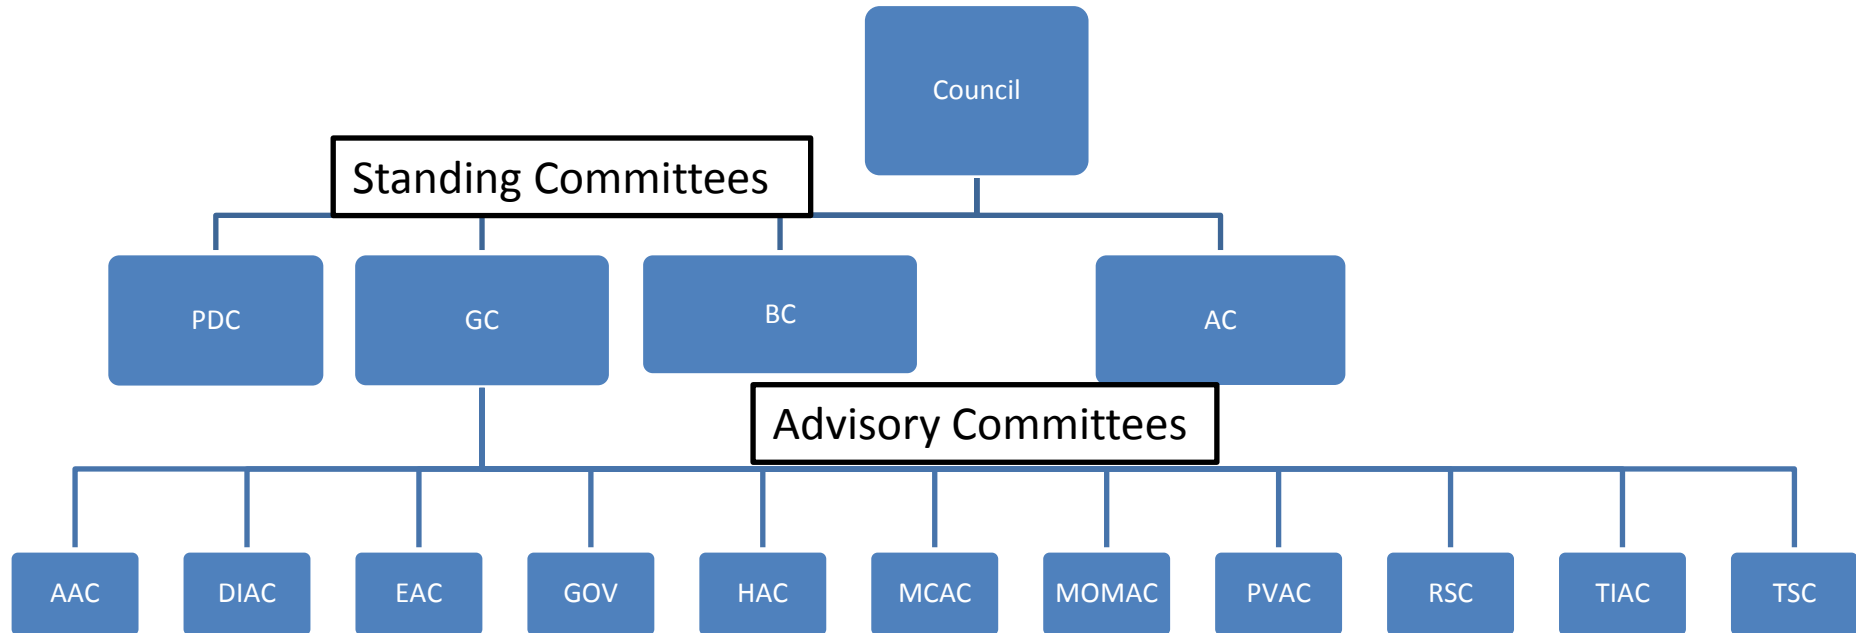 Council
Standing Committees
PDC
GC
BC
AC
Advisory Committees
AAC
DIAC
EAC
GOV
HAC
MCAC
MOMAC
PVAC
RSC
TIAC
TSC